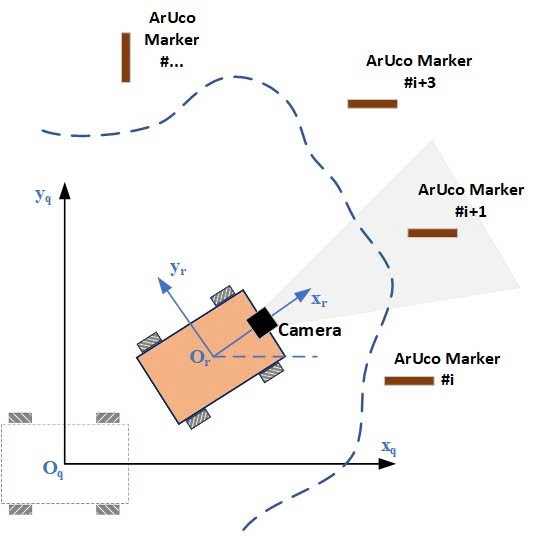 ArUco
Marker
#...
ArUco Marker
#i+3
ArUco Marker
#i+1
yq
yr
xr
Camera
Or
ArUco Marker
#i
xq
Oq